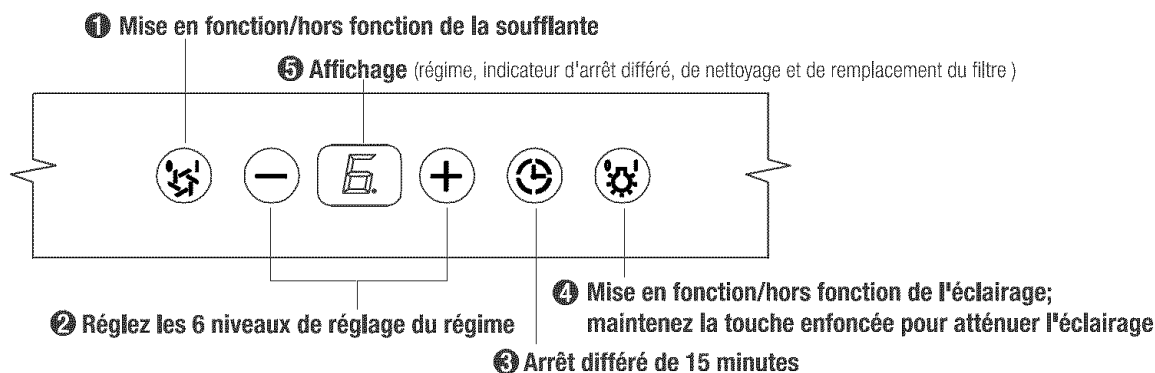 ❶ Mise en fonction/hors fonction de la soufflante
❺ Affichage (régime, indicateur d'arrêt différé, de nettoyage et de remplacement du filtre )
6.
❷ Réglez les 6 niveaux de réglage du régime
❹ Mise en fonction/hors fonction de l'éclairage;
maintenez la touche enfoncée pour atténuer l'éclairage
❸ Arrêt différé de 15 minutes